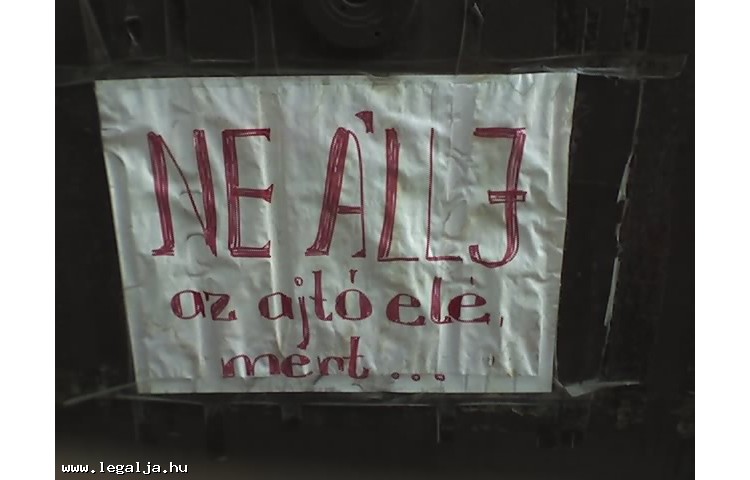 NE ÁLLJ
az ajtó elé,
mert...
www.legalja.hu